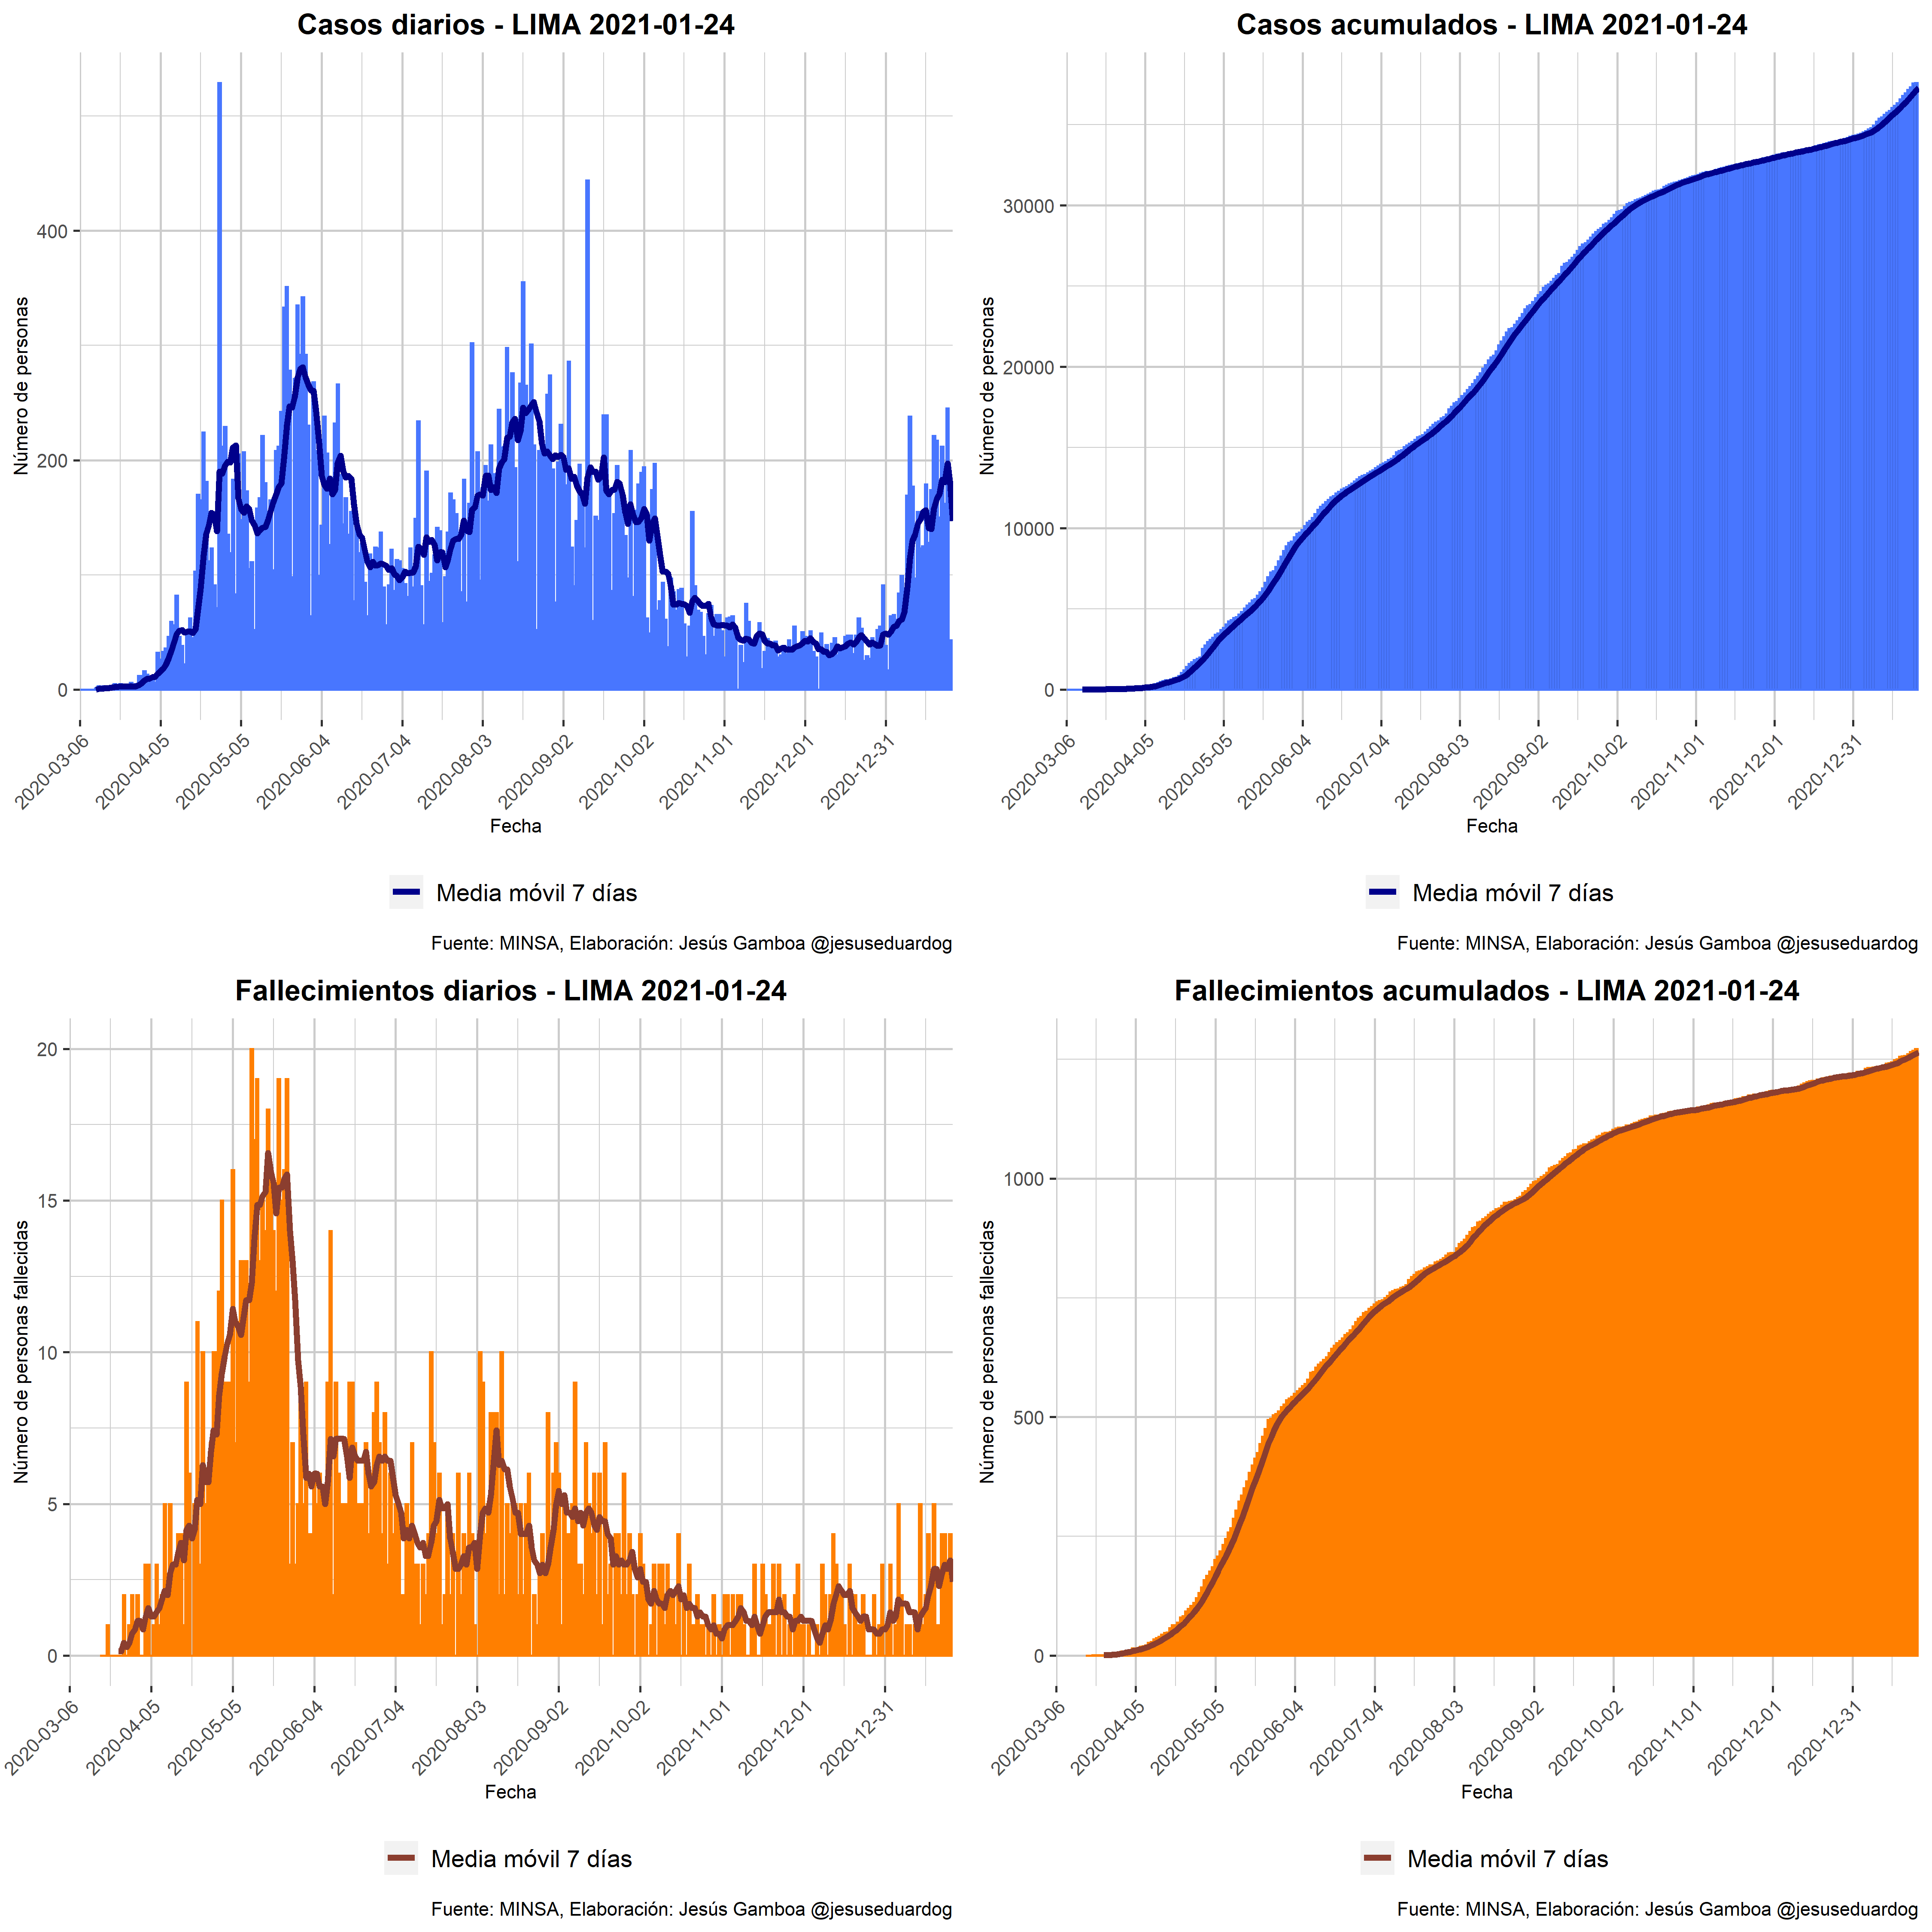 Casos diarios - LIMA 2021-01-24
Número de personas
400
200
0
2020-03-06
2020-04-05
2020-05-05
2020-06-04
2020-07-04
2020-08-03
2020-09-02
2020-10-02
2020-11-01
2020-12-01
2020-12-31
Fecha
Media móvil 7 días
Fuente: MINSA, Elaboración: Jesús Gamboa @jesuseduardog
Casos acumulados - LIMA 2021-01-24
Número de personas
30000
20000
10000
0
2020-03-06
2020-04-05
2020-05-05
2020-06-04
2020-07-04
2020-08-03
2020-09-02
2020-10-02
2020-11-01
2020-12-01
2020-12-31
Fecha
Media móvil 7 días
Fuente: MINSA, Elaboración: Jesús Gamboa @jesuseduardog
Fallecimientos diarios - LIMA 2021-01-24
Número de personas fallecidas
20
15
10
5
0
2020-03-06
2020-04-05
2020-05-05
2020-06-04
2020-07-04
2020-08-03
2020-09-02
2020-10-02
2020-11-01
2020-12-01
2020-12-31
Fecha
Media móvil 7 días
Fuente: MINSA, Elaboración: Jesús Gamboa @jesuseduardog
Fallecimientos acumulados - LIMA 2021-01-24
Número de personas fallecidas
1000
500
0
2020-03-06
2020-04-05
2020-05-05
2020-06-04
2020-07-04
2020-08-03
2020-09-02
2020-10-02
2020-11-01
2020-12-01
2020-12-31
Fecha
Media móvil 7 días
Fuente: MINSA, Elaboración: Jesús Gamboa @jesuseduardog